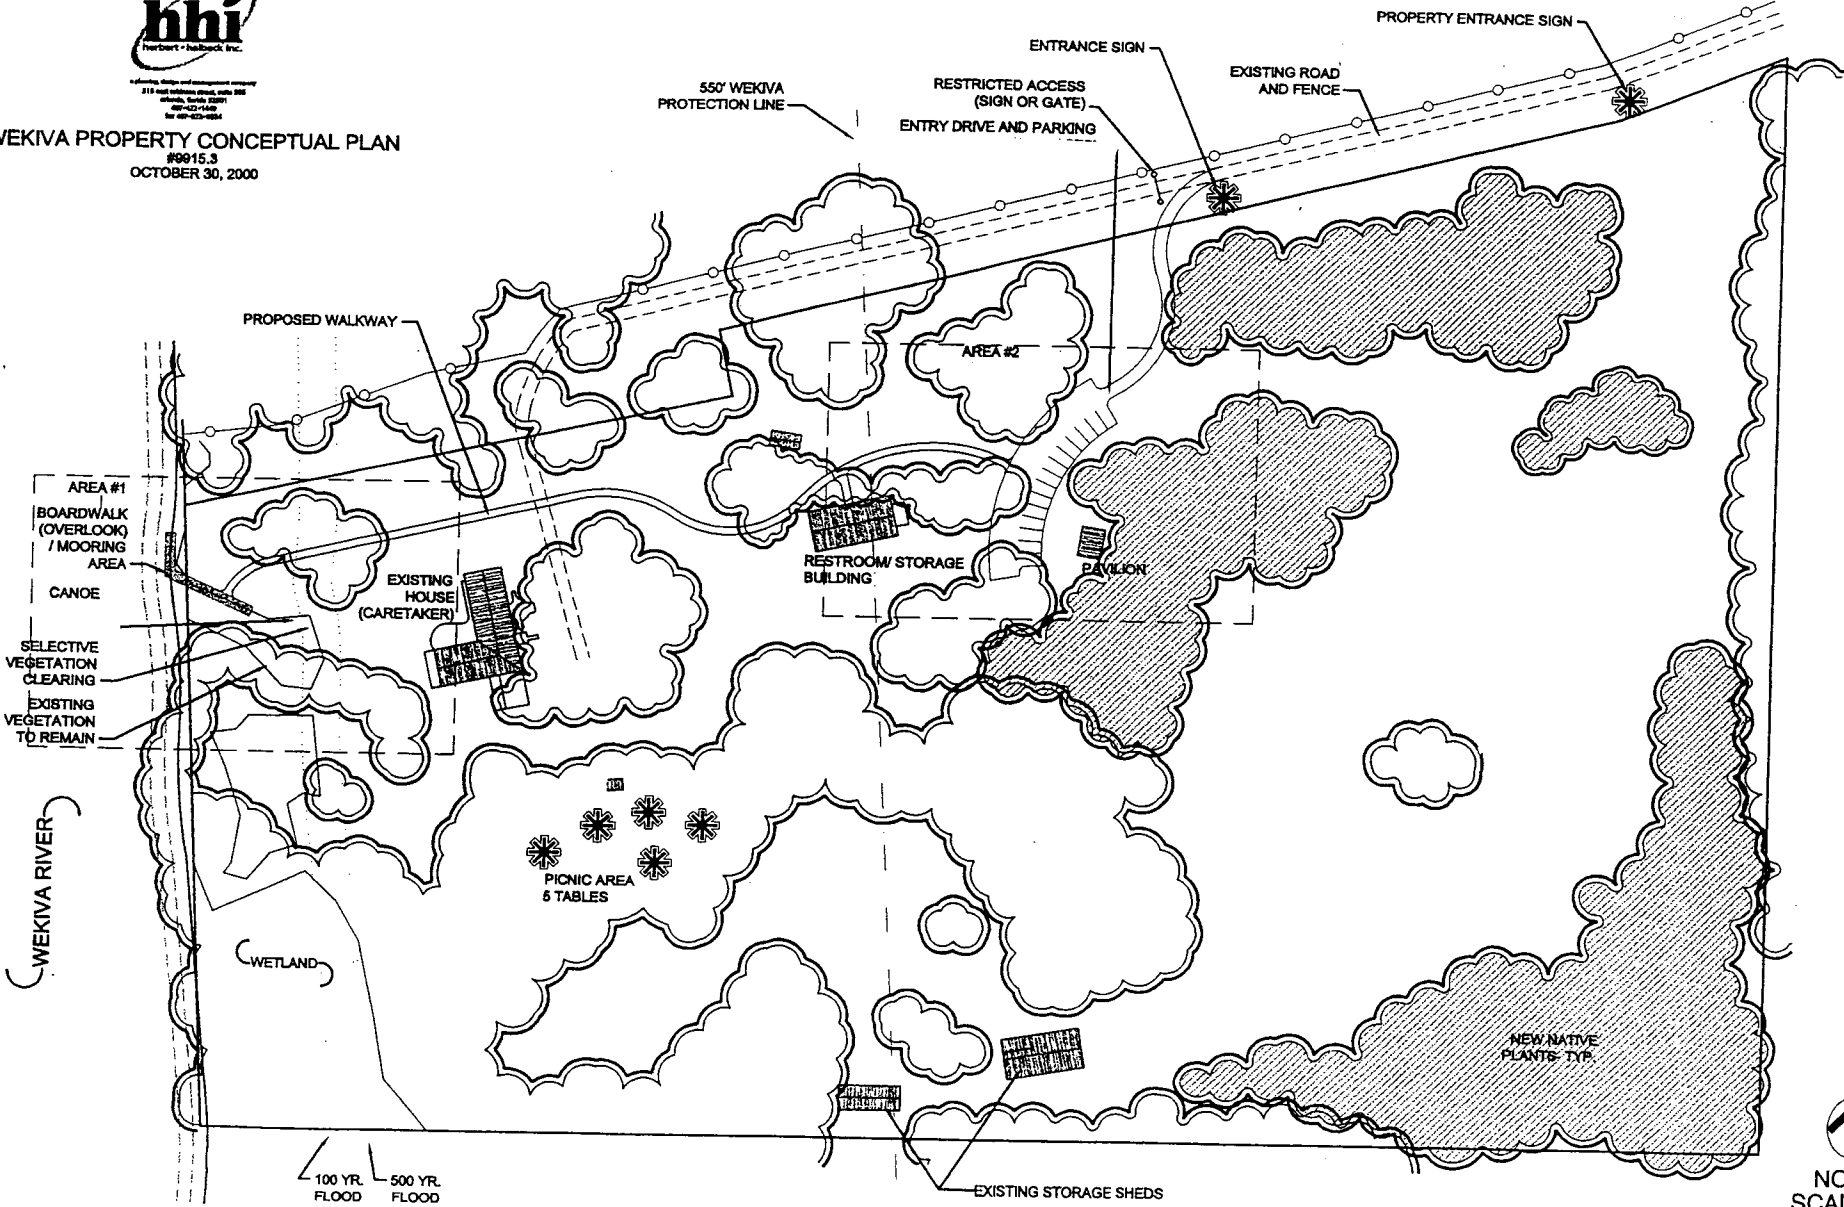 hhi
herbert · halback inc.
WEKIVA PROPERTY CONCEPTUAL PLAN
#9915.3
OCTOBER 30, 2000
PROPERTY ENTRANCE SIGN
ENTRANCE SIGN
EXISTING ROAD
AND FENCE
RESTRICTED ACCESS
(SIGN OR GATE)
ENTRY DRIVE AND PARKING
550' WEKIVA
PROTECTION LINE
PROPOSED WALKWAY
AREA #2
AREA #1
BOARDWALK
(OVERLOOK)
/ MOORING
AREA
CANOE
EXISTING
HOUSE
(CARETAKER)
RESTROOM/ STORAGE
BUILDING
PAVILION
SELECTIVE
VEGETATION
CLEARING
EXISTING
VEGETATION
TO REMAIN
WEKIVA RIVER
PICNIC AREA
5 TABLES
WETLAND
NEW NATIVE
PLANTS- TYP.
100 YR.
FLOOD
500 YR.
FLOOD
EXISTING STORAGE SHEDS
NO
SCAL